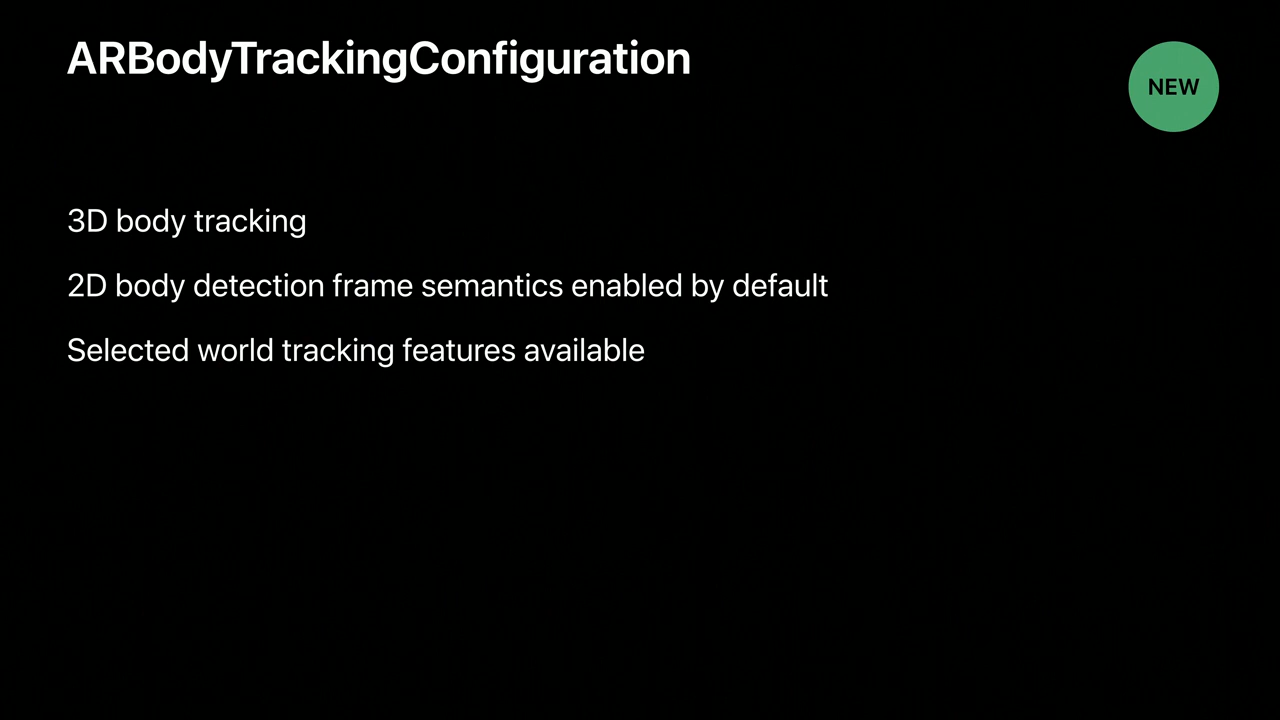 ARBodyTrackingConfiguration
NEW
3D body tracking
2D body detection frame semantics enabled by default
Selected world tracking features available